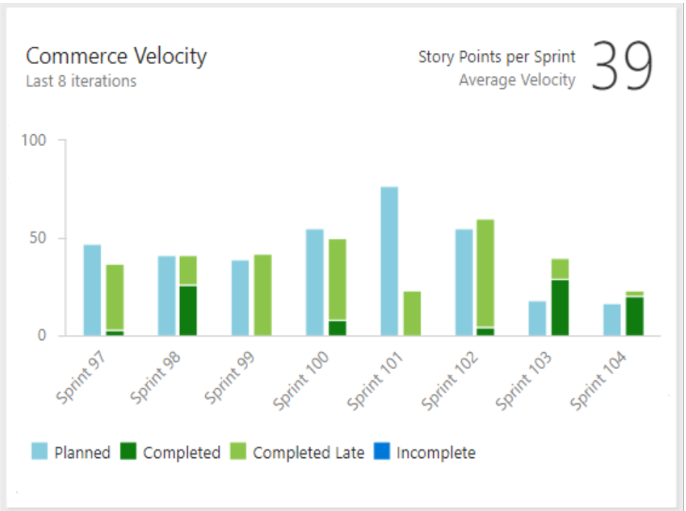 Commerce Velocity
Last 8 iterations
Story Points per Sprint
Average Velocity
39
100
50
0
Sprint 97
Sprint 98
Sprint 99
Sprint 100
Sprint 101
Sprint 102
Sprint 103
Sprint 104
Planned
Completed
Completed Late
Incomplete